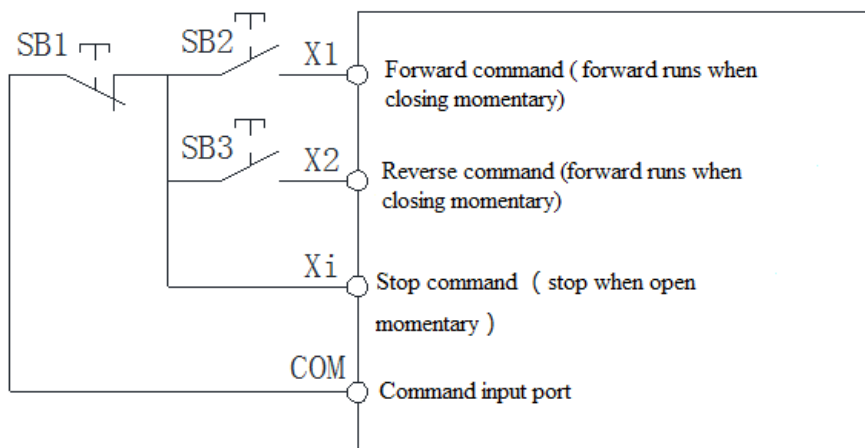 SB1
SB2
X1
Forward command ( forward runs when
closing momentary)
SB3
X2
Reverse command (forward runs when
closing momentary)
Xi
Stop command ( stop when open
momentary )
COM
Command input port